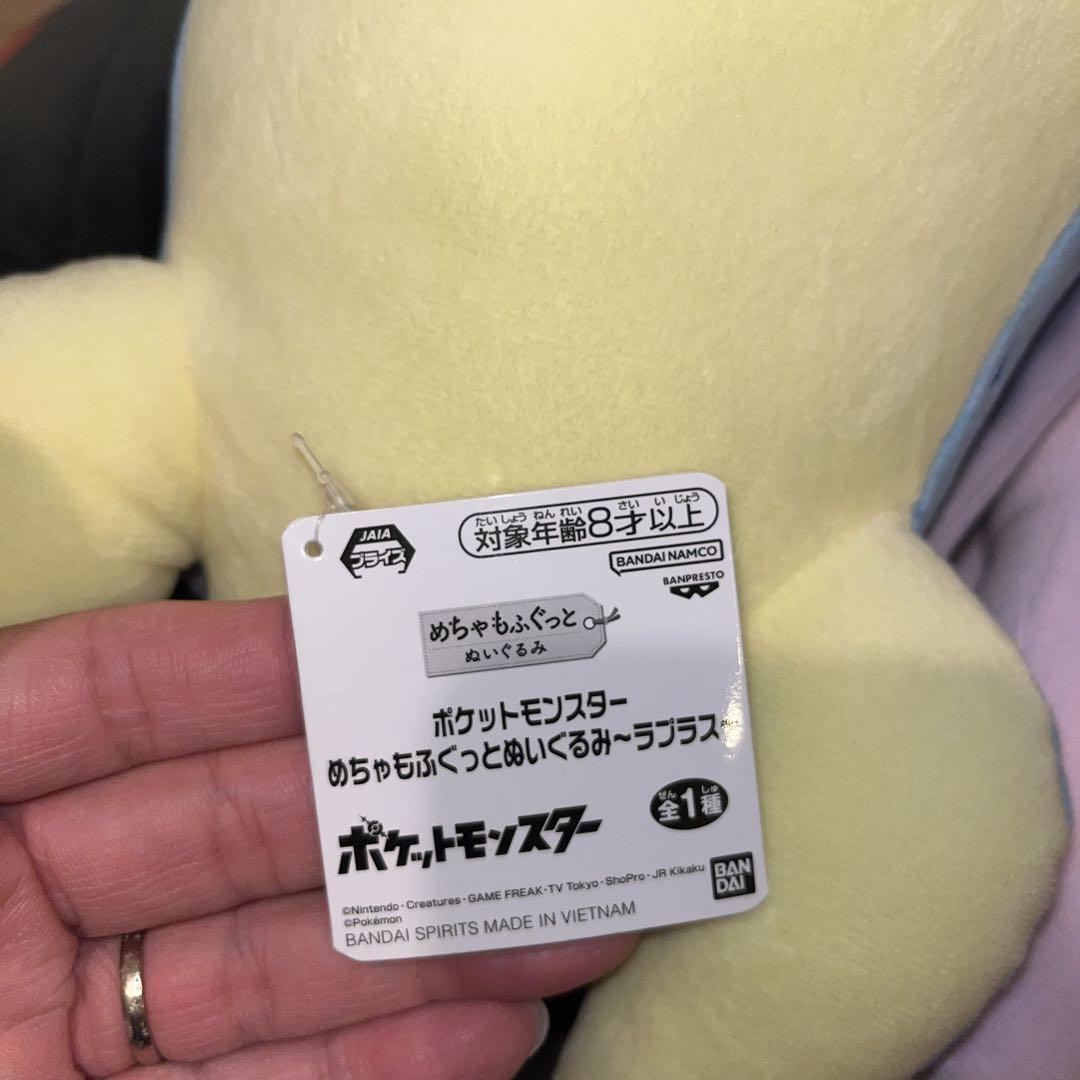 JAIA
プライズ
たいしょうねんれい さいいじょう
対象年齢8才以上
BANDAI NAMCO
BANPRESTO
めちゃもふぐっと
ぬいぐるみ
ポケットモンスター
めちゃもふぐっとぬいぐるみ~ラプラス~
ぜん しゅ
全1種
ポケットモンスター
BAN
DAI
©Nintendo・Creatures・GAME FREAK・TV Tokyo・ShoPro・JR Kikaku
©Pokémon
BANDAI SPIRITS MADE IN VIETNAM